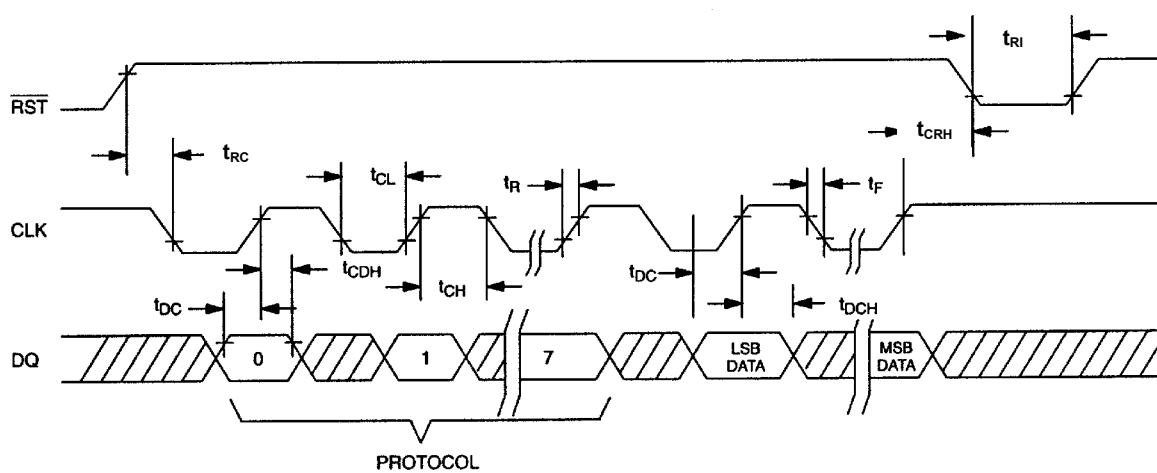 t_RI
RST
t_CRH
t_RC
t_CL
t_R
t_F
CLK
t_CDH
t_CH
t_DC
t_DC
t_DCH
DQ
0
1
7
LSB
DATA
MSB
DATA
PROTOCOL